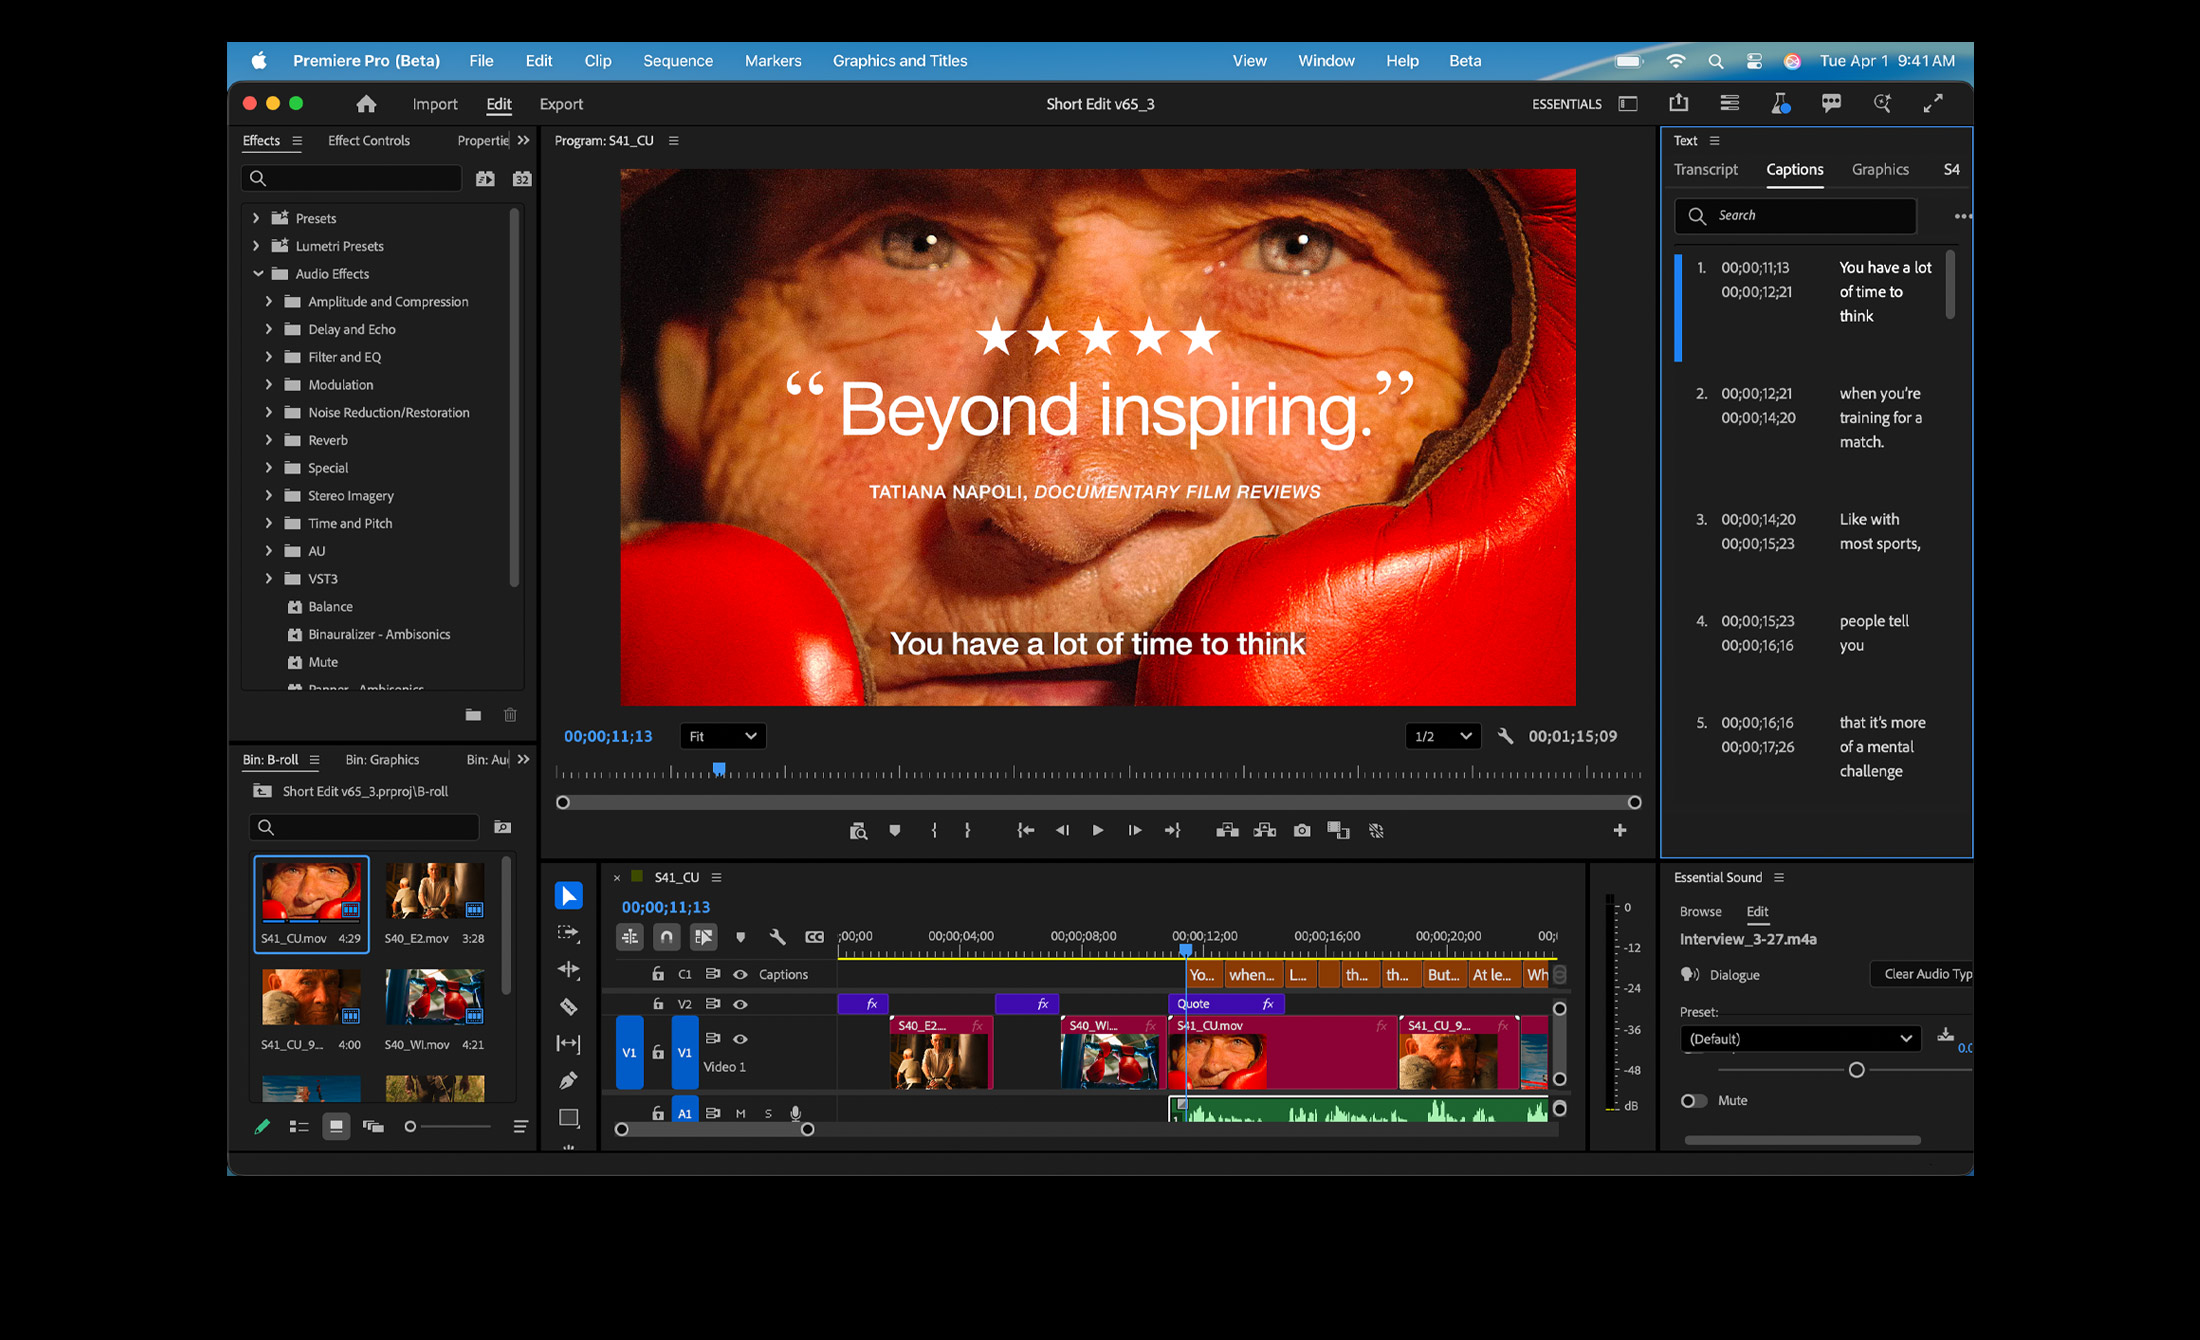 Premiere Pro (Beta) File Edit Clip Sequence Markers Graphics and Titles View Window Help Beta Tue Apr 1 9:41 AM
Import Edit Export Short Edit v65_3 ESSENTIALS
Effects Effect Controls Propertie
32
Presets
Lumetri Presets
Audio Effects
Amplitude and Compression
Delay and Echo
Filter and EQ
Modulation
Noise Reduction/Restoration
Reverb
Special
Stereo Imagery
Time and Pitch
AU
VST3
Balance
Binauralizer - Ambisonics
Mute
Panner - Ambisonics
Program: S41_CU
“Beyond inspiring.”
TATIANA NAPOLI, DOCUMENTARY FILM REVIEWS
You have a lot of time to think
00;00;11;13 Fit 1/2 00;01;15;09
Text
Transcript Captions Graphics S4
Search
1. 00;00;11;13 You have a lot
00;00;12;21 of time to
think
2. 00;00;12;21 when you’re
00;00;14;20 training for a
match.
3. 00;00;14;20 Like with
00;00;15;23 most sports,
4. 00;00;15;23 people tell
00;00;16;16 you
5. 00;00;16;16 that it’s more
00;00;17;26 of a mental
challenge
Bin: B-roll Bin: Graphics Bin: Au
Short Edit v65_3.prproj\B-roll
S41_CU.mov 4:29 S40_E2.mov 3:28
S41_CU_9... 4:00 S40_WI.mov 4:21
S41_CU
00;00;11;13
;00;00 00;00;04;00 00;00;08;00 00;00;12;00 00;00;16;00 00;00;20;00 00;
C1 Captions Yo... when... L... th... th... But... At le... Wh
V2 fx fx Quote fx
S40_E2... fx S40_WI... fx S41_CU.mov fx S41_CU_9... fx
V1 V1 Video 1
A1 M S 1
0
-12
-24
-36
-48
dB
Essential Sound
Browse Edit
Interview_3-27.m4a
Dialogue Clear Audio Typ
Preset:
(Default)
0.0
Mute